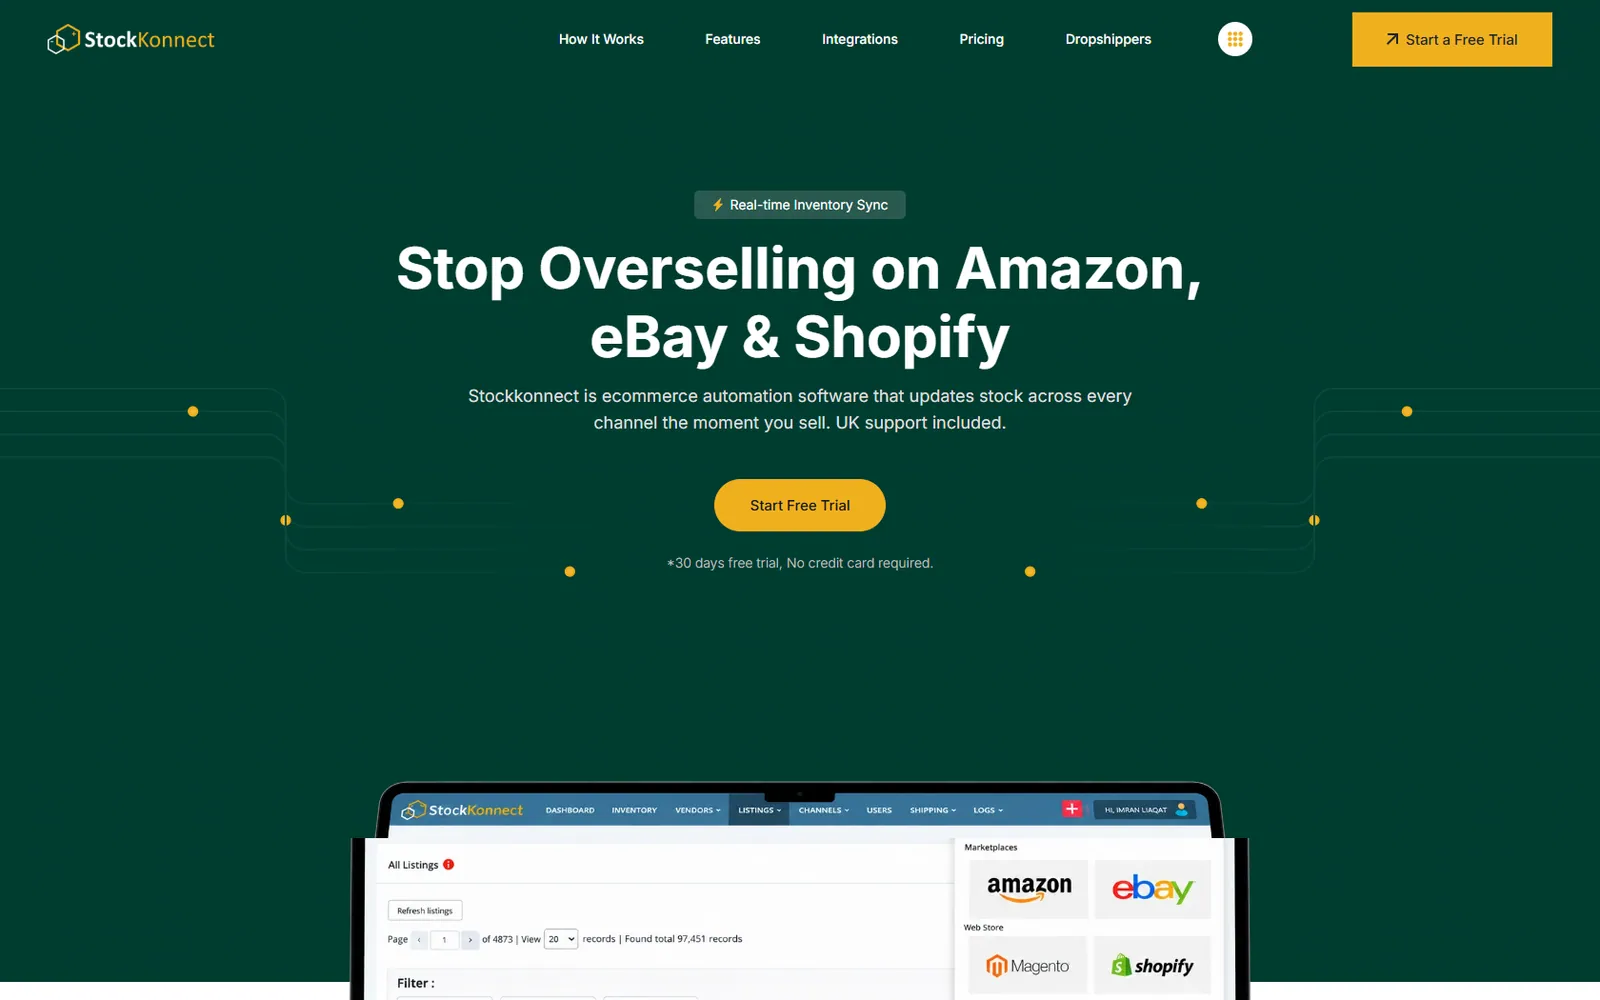 StockKonnect
How It Works
Features
Integrations
Pricing
Dropshippers
Start a Free Trial
Real-time Inventory Sync
Stop Overselling on Amazon,
eBay & Shopify
Stockkonnect is ecommerce automation software that updates stock across every
channel the moment you sell. UK support included.
Start Free Trial
*30 days free trial, No credit card required.
StockKonnect
DASHBOARD
INVENTORY
VENDORS
LISTINGS
CHANNELS
USERS
SHIPPING
LOGS
HI, IMRAN LIAQAT
All Listings
Refresh listings
Page 1 of 4873 | View 20 records | Found total 97,451 records
Filter :
Marketplaces
amazon
ebay
Web Store
Magento
shopify